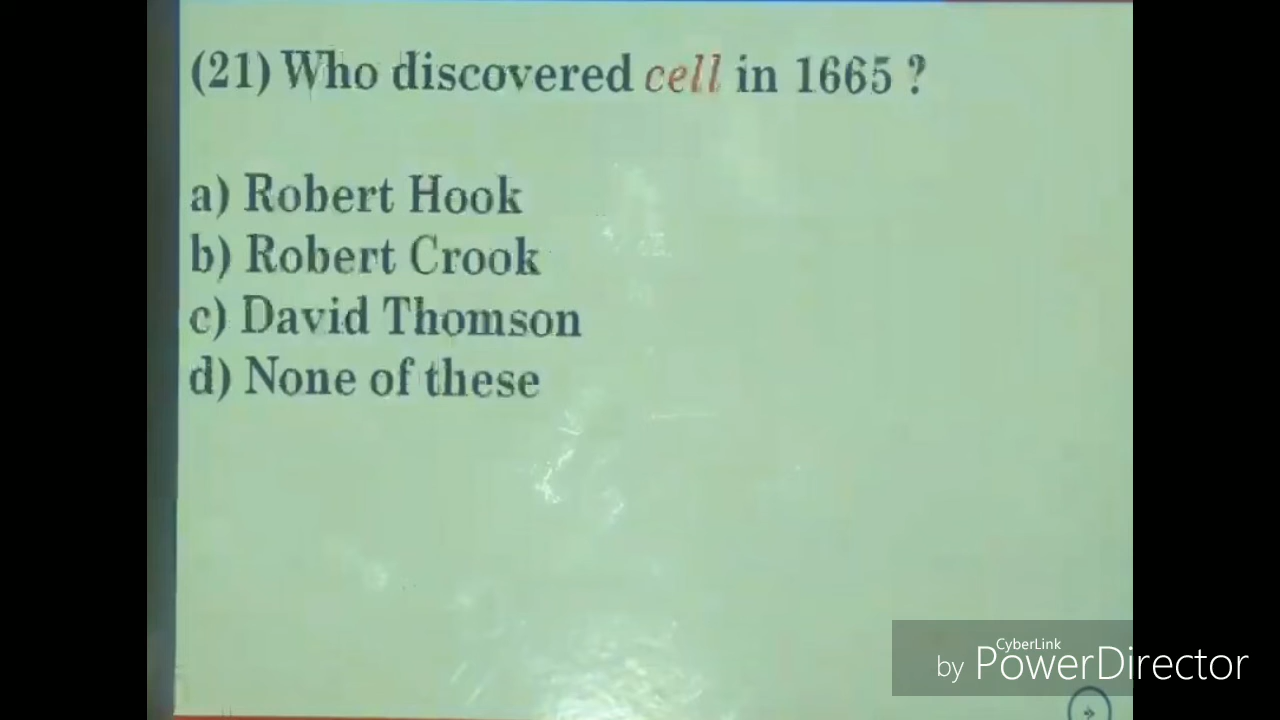 (21) Who discovered cell in 1665 ?
a) Robert Hook
b) Robert Crook
c) David Thomson
d) None of these
CyberLink
by PowerDirector